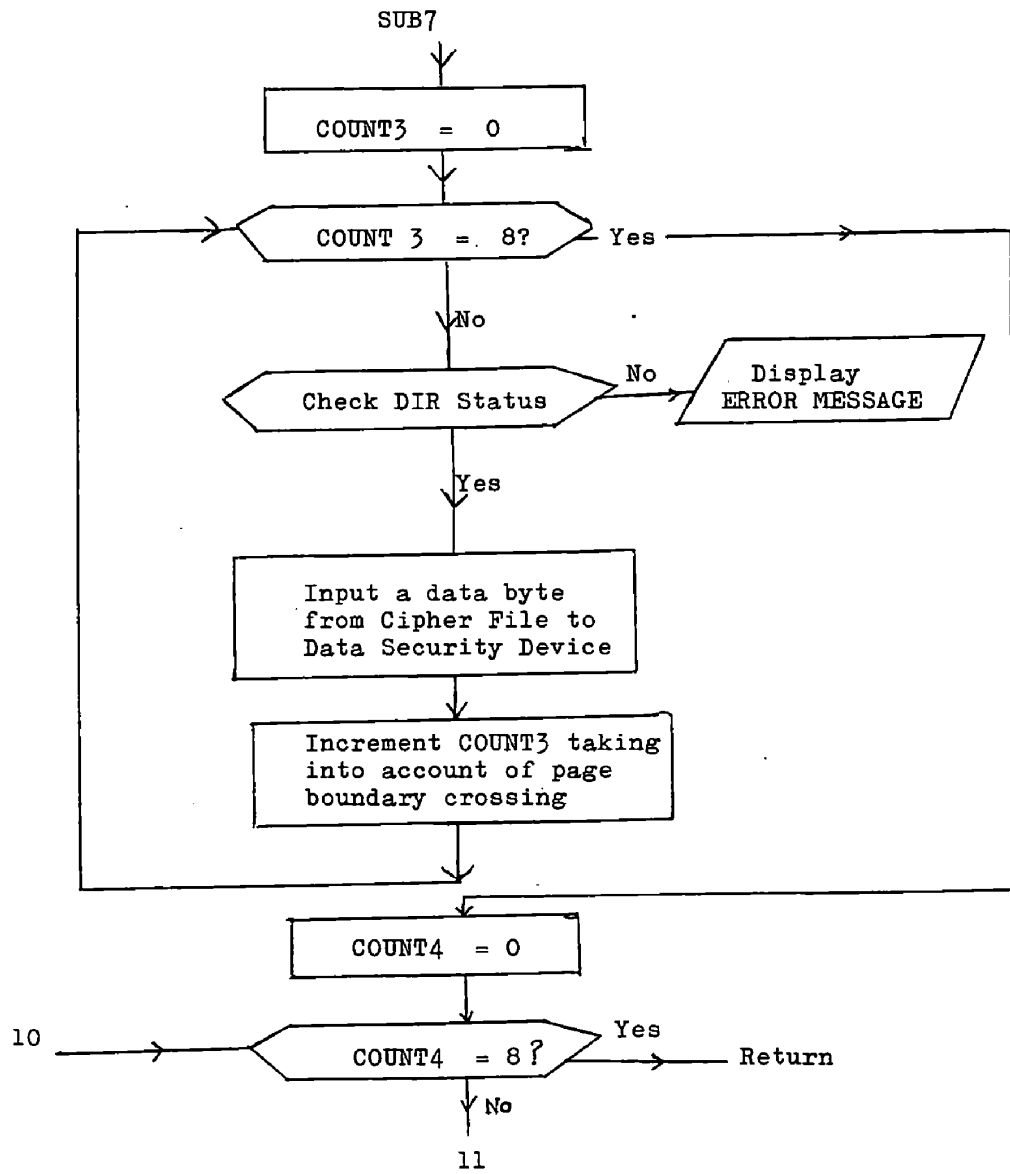 SUB7
COUNT3 = 0
COUNT 3 = 8?
Yes
No
Check DIR Status
No
Display
ERROR MESSAGE
Yes
Input a data byte
from Cipher File to
Data Security Device
Increment COUNT3 taking
into account of page
boundary crossing
COUNT4 = 0
10
COUNT4 = 8?
Yes
Return
No
11